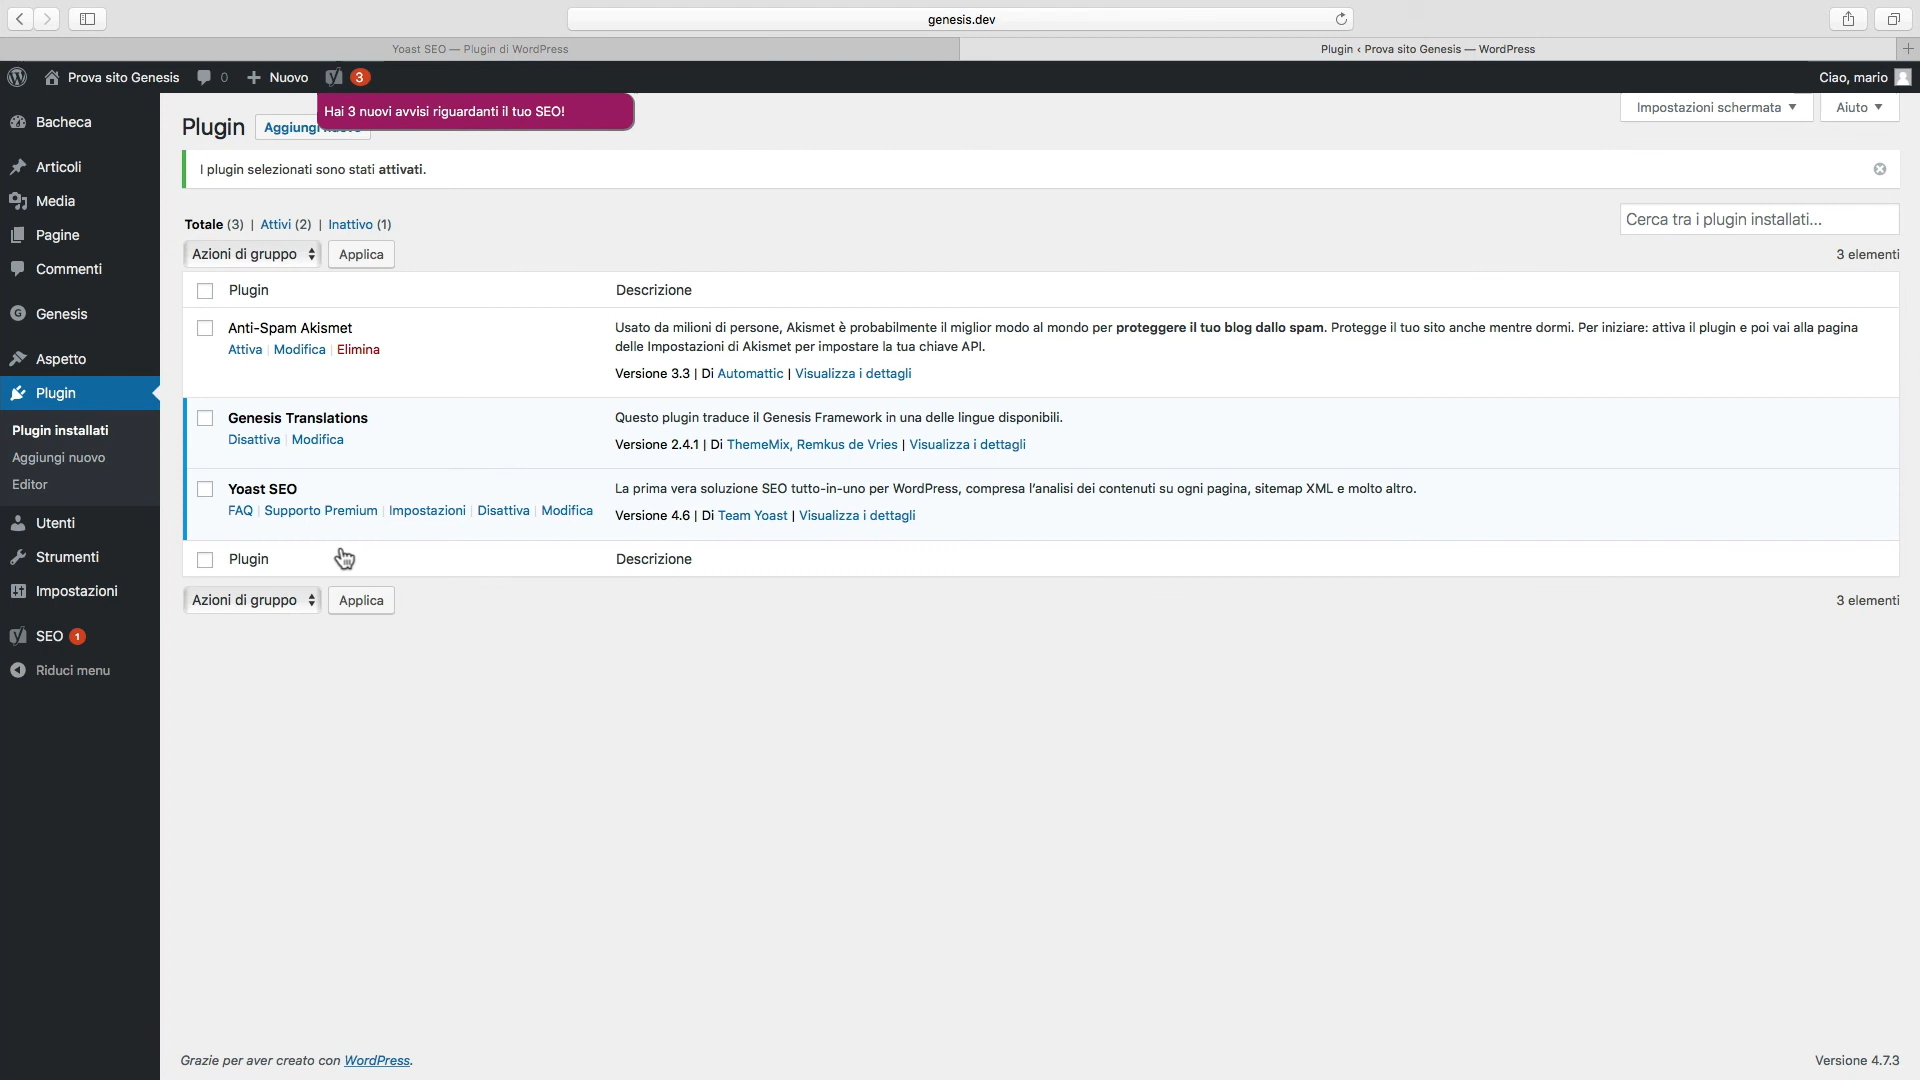 genesis.dev
Yoast SEO — Plugin di WordPress
Plugin ‹ Prova sito Genesis — WordPress
Prova sito Genesis
0
Nuovo
3
Ciao, mario
Hai 3 nuovi avvisi riguardanti il tuo SEO!
Impostazioni schermata
Aiuto
Plugin
Aggiungi
I plugin selezionati sono stati attivati.
Totale (3) | Attivi (2) | Inattivo (1)
Cerca tra i plugin installati...
Azioni di gruppo
Applica
3 elementi
Plugin
Descrizione
Anti-Spam Akismet
Attiva | Modifica | Elimina
Usato da milioni di persone, Akismet è probabilmente il miglior modo al mondo per proteggere il tuo blog dallo spam. Protegge il tuo sito anche mentre dormi. Per iniziare: attiva il plugin e poi vai alla pagina
delle Impostazioni di Akismet per impostare la tua chiave API.
Versione 3.3 | Di Automattic | Visualizza i dettagli
Genesis Translations
Disattiva | Modifica
Questo plugin traduce il Genesis Framework in una delle lingue disponibili.
Versione 2.4.1 | Di ThemeMix, Remkus de Vries | Visualizza i dettagli
Yoast SEO
FAQ | Supporto Premium | Impostazioni | Disattiva | Modifica
La prima vera soluzione SEO tutto-in-uno per WordPress, compresa l'analisi dei contenuti su ogni pagina, sitemap XML e molto altro.
Versione 4.6 | Di Team Yoast | Visualizza i dettagli
Plugin
Descrizione
Azioni di gruppo
Applica
3 elementi
Bacheca
Articoli
Media
Pagine
Commenti
Genesis
Aspetto
Plugin
Plugin installati
Aggiungi nuovo
Editor
Utenti
Strumenti
Impostazioni
SEO 1
Riduci menu
Grazie per aver creato con WordPress.
Versione 4.7.3